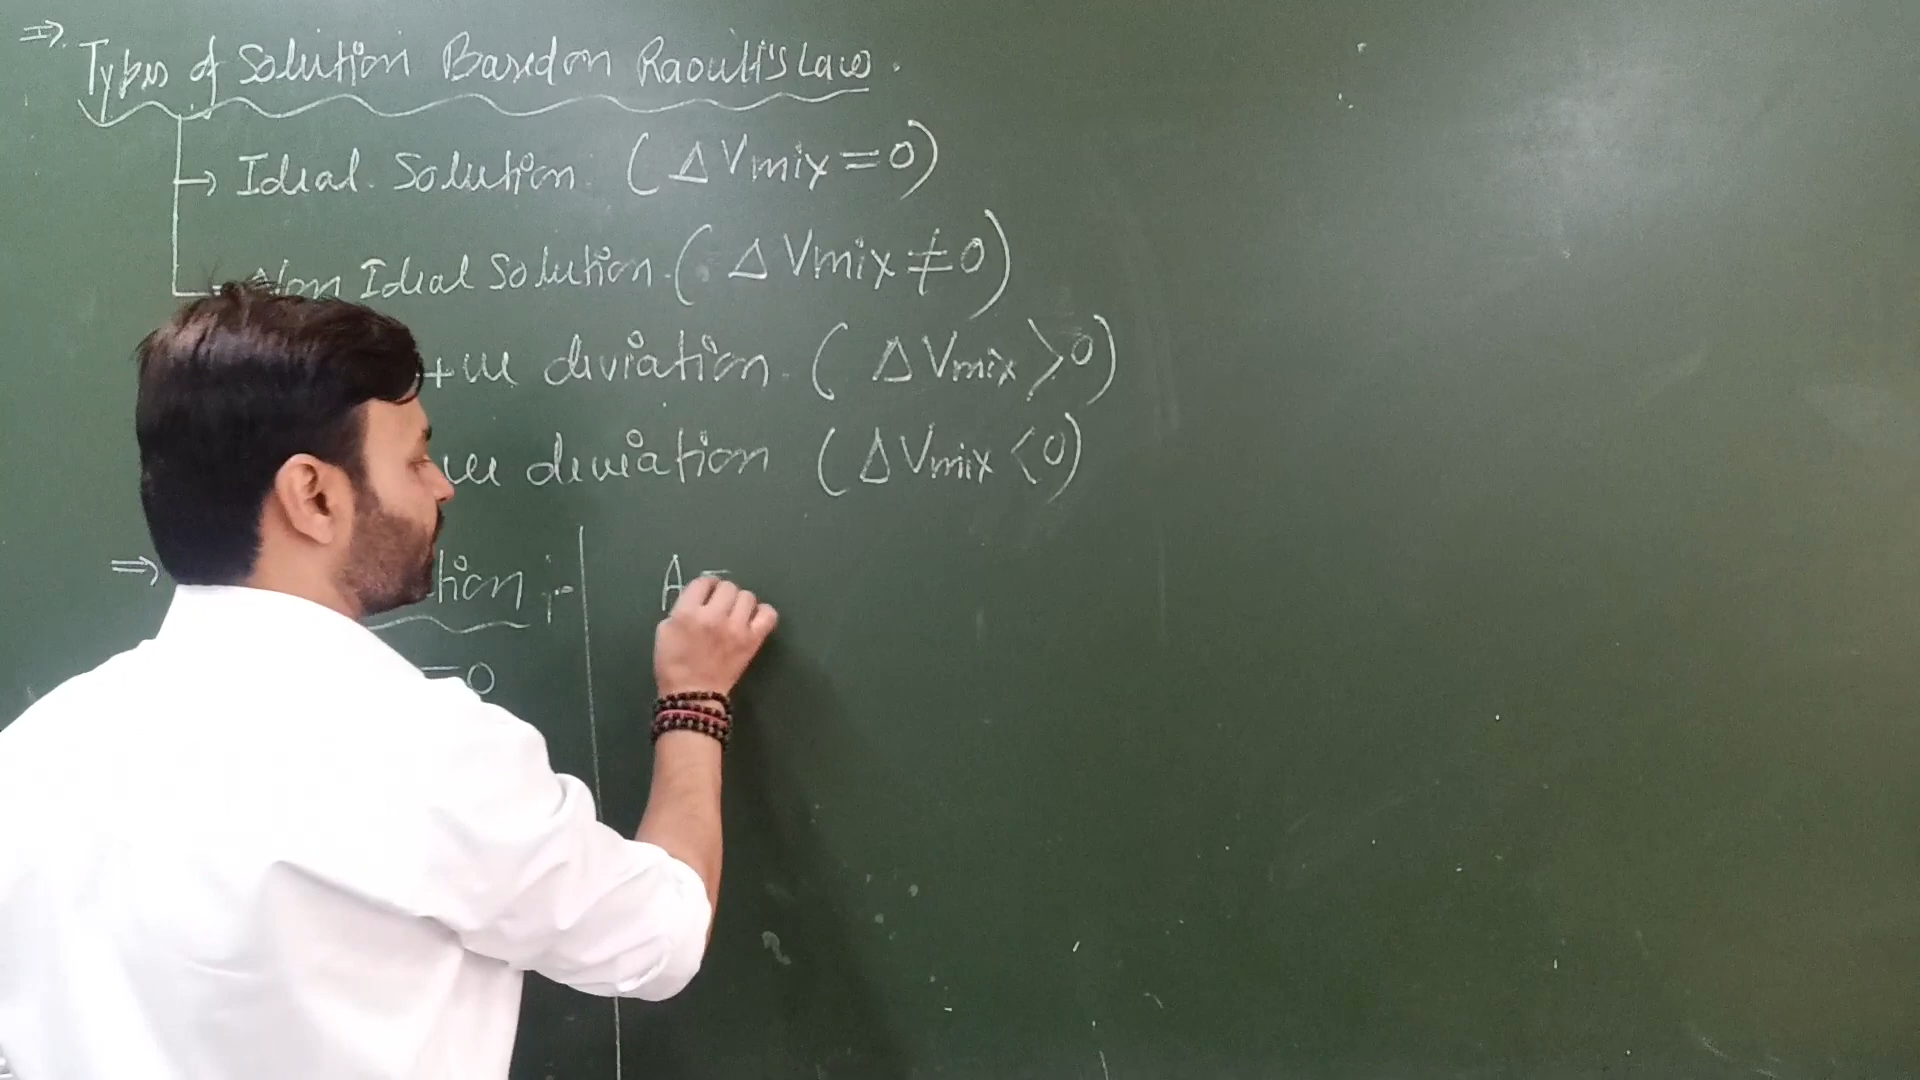 ⇒ Types of Solution Based on Raoult's Law.
→ Ideal Solution (ΔVmix=0)
Non Ideal Solution. (ΔVmix≠0)
+ve deviation. (ΔVmix>0)
ve deviation (ΔVmix<0)
⇒ tion :-
=0
A